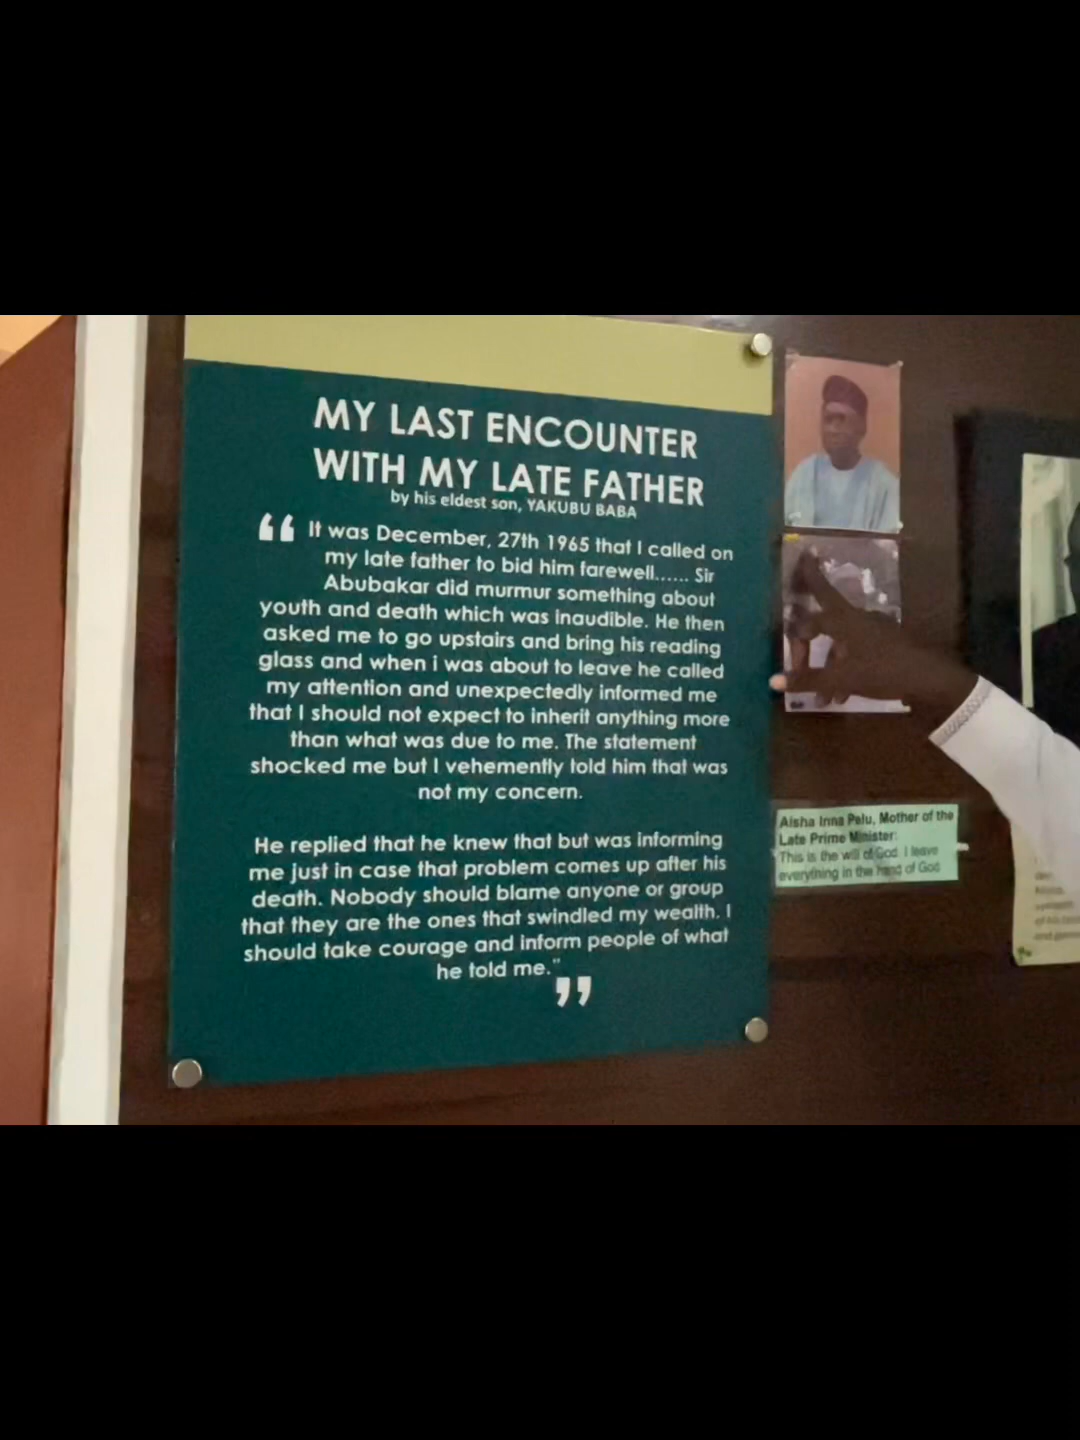 MY LAST ENCOUNTER
WITH MY LATE FATHER
by his eldest son, YAKUBU BABA
“ It was December, 27th 1965 that I called on
my late father to bid him farewell...... Sir
Abubakar did murmur something about
youth and death which was inaudible. He then
asked me to go upstairs and bring his reading
glass and when i was about to leave he called
my attention and unexpectedly informed me
that I should not expect to inherit anything more
than what was due to me. The statement
shocked me but I vehemently told him that was
not my concern.
He replied that he knew that but was informing
me just in case that problem comes up after his
death. Nobody should blame anyone or group
that they are the ones that swindled my wealth. I
should take courage and inform people of what
he told me."
”
Aisha Inna Pelu, Mother of the
Late Prime Minister:
This is the will of God. I leave
everything in the hand of God